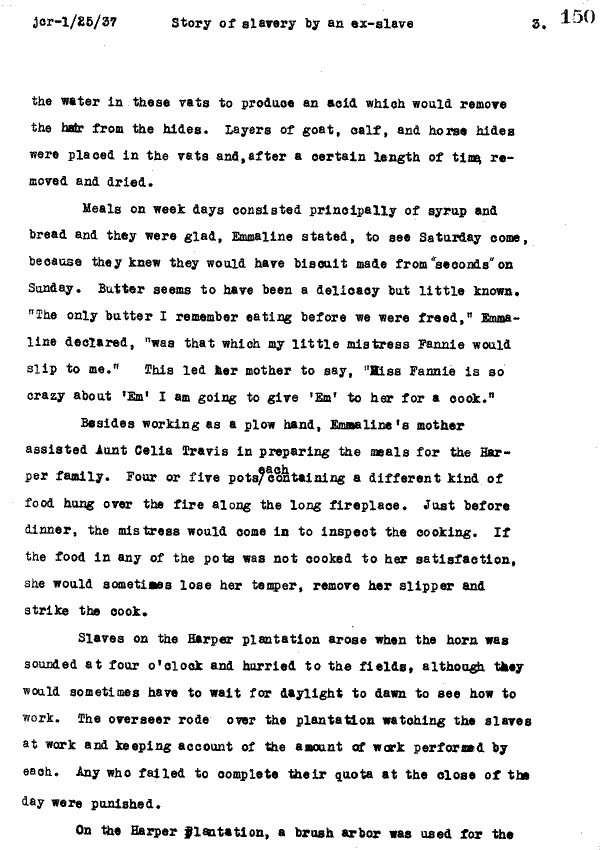 jcr-1/25/37 Story of slavery by an ex-slave 3. 150
the water in these vats to produce an acid which would remove
the hair from the hides. Layers of goat, calf, and horse hides
were placed in the vats and,after a certain length of time, re-
moved and dried.
Meals on week days consisted principally of syrup and
bread and they were glad, Emmaline stated, to see Saturday come,
because they knew they would have biscuit made from "seconds" on
Sunday. Butter seems to have been a delicacy but little known.
"The only butter I remember eating before we were freed," Emma-
line declared, "was that which my little mistress Fannie would
slip to me." This led her mother to say, "Miss Fannie is so
crazy about 'Em' I am going to give 'Em' to her for a cook."
Besides working as a plow hand, Emmaline's mother
assisted Aunt Celia Travis in preparing the meals for the Har-
per family. Four or five pots/each containing a different kind of
food hung over the fire along the long fireplace. Just before
dinner, the mistress would come in to inspect the cooking. If
the food in any of the pots was not cooked to her satisfaction,
she would sometimes lose her temper, remove her slipper and
strike the cook.
Slaves on the Harper plantation arose when the horn was
sounded at four o'clock and hurried to the fields, although they
would sometimes have to wait for daylight to dawn to see how to
work. The overseer rode over the plantation watching the slaves
at work and keeping account of the amount of work performed by
each. Any who failed to complete their quota at the close of the
day were punished.
On the Harper plantation, a brush arbor was used for the